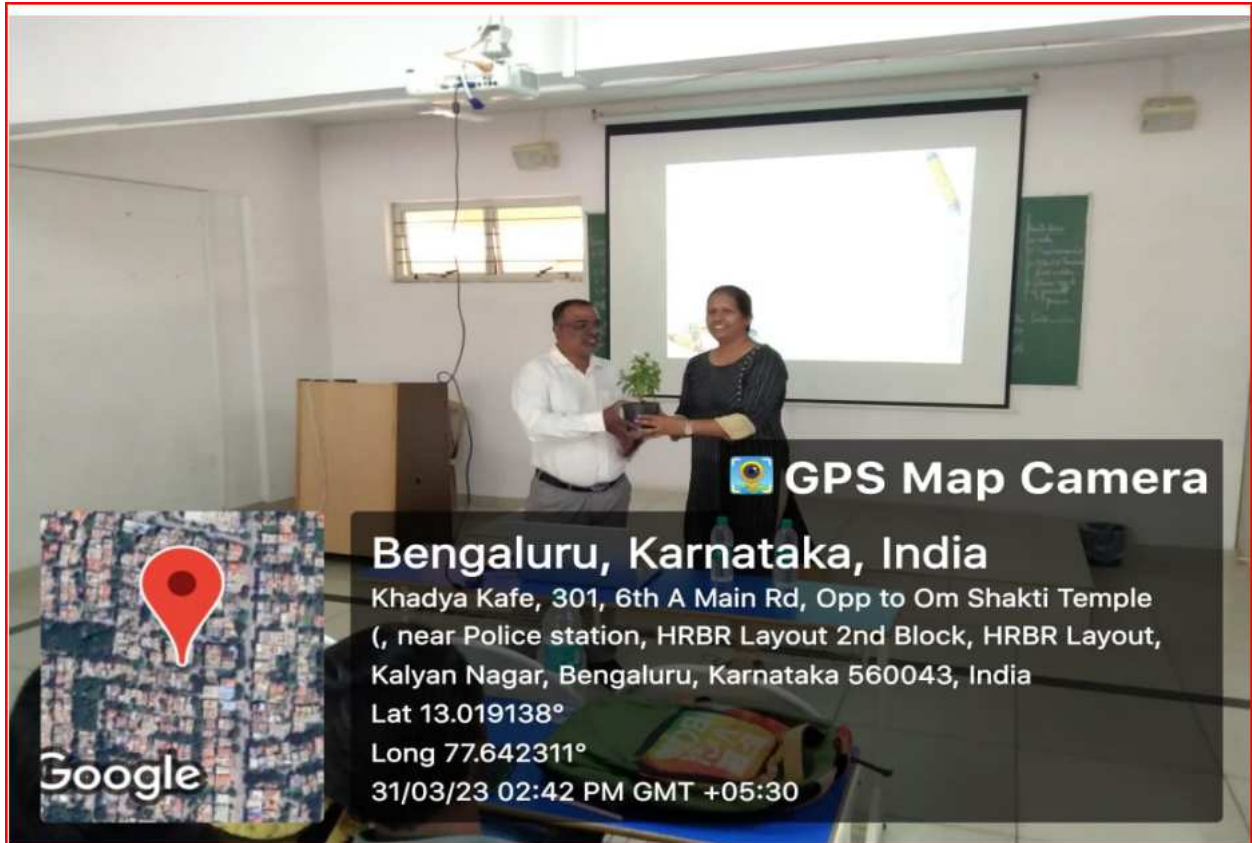 GPS Map Camera
Bengaluru, Karnataka, India
Khadya Kafe, 301, 6th A Main Rd, Opp to Om Shakti Temple
(, near Police station, HRBR Layout 2nd Block, HRBR Layout,
Kalyan Nagar, Bengaluru, Karnataka 560043, India
Lat 13.019138°
Long 77.642311°
31/03/23 02:42 PM GMT +05:30
Google